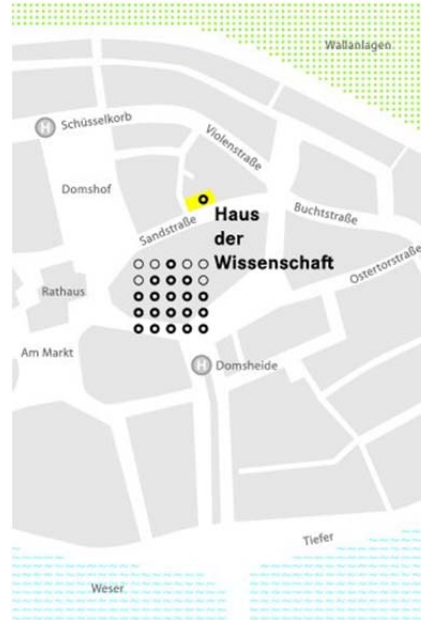 Wallanlagen
H Schüsselkorb
Violenstraße
Domshof
Haus
der
Wissenschaft
Buchtstraße
Sandstraße
Ostertorstraße
Rathaus
Am Markt
H Domsheide
Tiefer
Weser